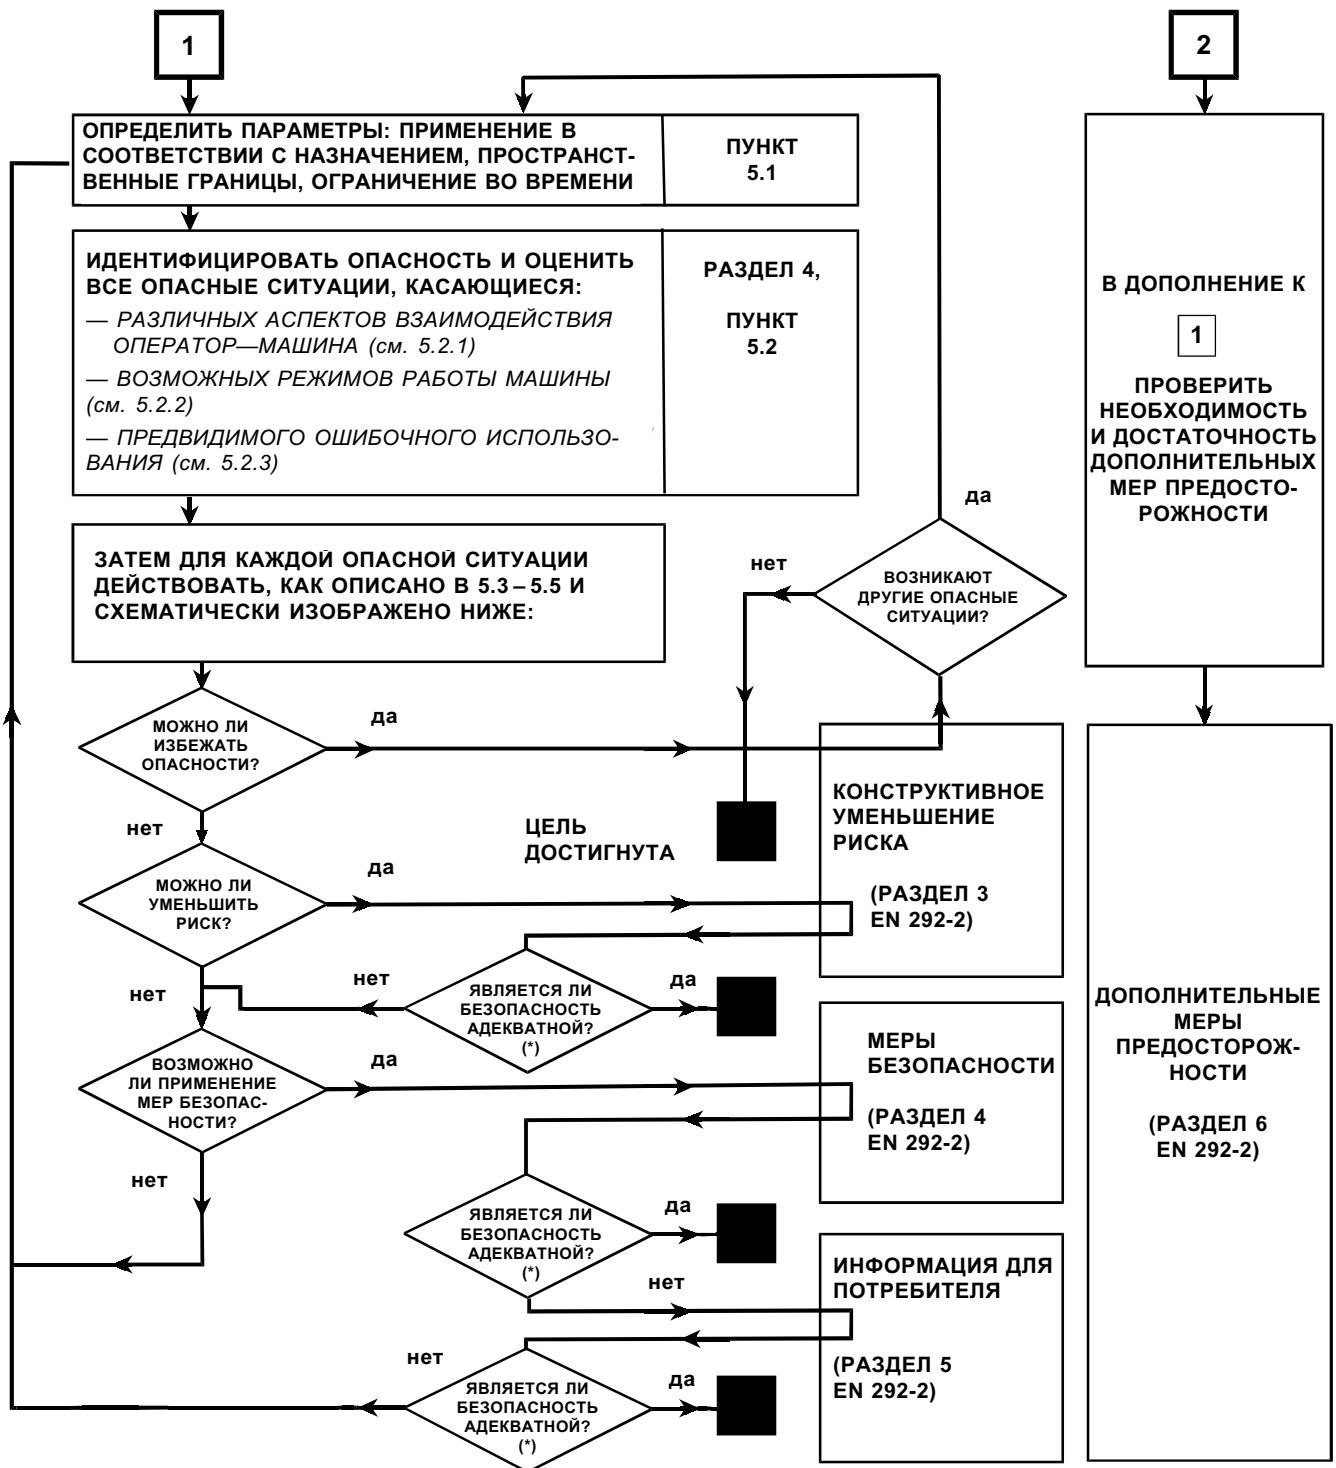 1
2
ОПРЕДЕЛИТЬ ПАРАМЕТРЫ: ПРИМЕНЕНИЕ В
СООТВЕТСТВИИ С НАЗНАЧЕНИЕМ, ПРОСТРАНСТ-
ВЕННЫЕ ГРАНИЦЫ, ОГРАНИЧЕНИЕ ВО ВРЕМЕНИ
ПУНКТ
5.1
ИДЕНТИФИЦИРОВАТЬ ОПАСНОСТЬ И ОЦЕНИТЬ
ВСЕ ОПАСНЫЕ СИТУАЦИИ, КАСАЮЩИЕСЯ:
— РАЗЛИЧНЫХ АСПЕКТОВ ВЗАИМОДЕЙСТВИЯ
ОПЕРАТОР—МАШИНА (см. 5.2.1)
— ВОЗМОЖНЫХ РЕЖИМОВ РАБОТЫ МАШИНЫ
(см. 5.2.2)
— ПРЕДВИДИМОГО ОШИБОЧНОГО ИСПОЛЬЗО-
ВАНИЯ (см. 5.2.3)
РАЗДЕЛ 4,
ПУНКТ
5.2
В ДОПОЛНЕНИЕ К
1
ПРОВЕРИТЬ
НЕОБХОДИМОСТЬ
И ДОСТАТОЧНОСТЬ
ДОПОЛНИТЕЛЬНЫХ
МЕР ПРЕДОСТО-
РОЖНОСТИ
ЗАТЕМ ДЛЯ КАЖДОЙ ОПАСНОЙ СИТУАЦИИ
ДЕЙСТВОВАТЬ, КАК ОПИСАНО В 5.3–5.5 И
СХЕМАТИЧЕСКИ ИЗОБРАЖЕНО НИЖЕ:
да
нет
ВОЗНИКАЮТ
ДРУГИЕ ОПАСНЫЕ
СИТУАЦИИ?
МОЖНО ЛИ
ИЗБЕЖАТЬ
ОПАСНОСТИ?
да
нет
ЦЕЛЬ
ДОСТИГНУТА
КОНСТРУКТИВНОЕ
УМЕНЬШЕНИЕ
РИСКА
(РАЗДЕЛ 3
EN 292-2)
МОЖНО ЛИ
УМЕНЬШИТЬ
РИСК?
да
нет
нет
ЯВЛЯЕТСЯ ЛИ
БЕЗОПАСНОСТЬ
АДЕКВАТНОЙ?
(*)
да
ДОПОЛНИТЕЛЬНЫЕ
МЕРЫ
ПРЕДОСТОРОЖ-
НОСТИ
(РАЗДЕЛ 6
EN 292-2)
ВОЗМОЖНО
ЛИ ПРИМЕНЕНИЕ
МЕР БЕЗОПАС-
НОСТИ?
да
МЕРЫ
БЕЗОПАСНОСТИ
(РАЗДЕЛ 4
EN 292-2)
нет
ЯВЛЯЕТСЯ ЛИ
БЕЗОПАСНОСТЬ
АДЕКВАТНОЙ?
(*)
да
нет
ИНФОРМАЦИЯ ДЛЯ
ПОТРЕБИТЕЛЯ
(РАЗДЕЛ 5
EN 292-2)
нет
ЯВЛЯЕТСЯ ЛИ
БЕЗОПАСНОСТЬ
АДЕКВАТНОЙ?
(*)
да